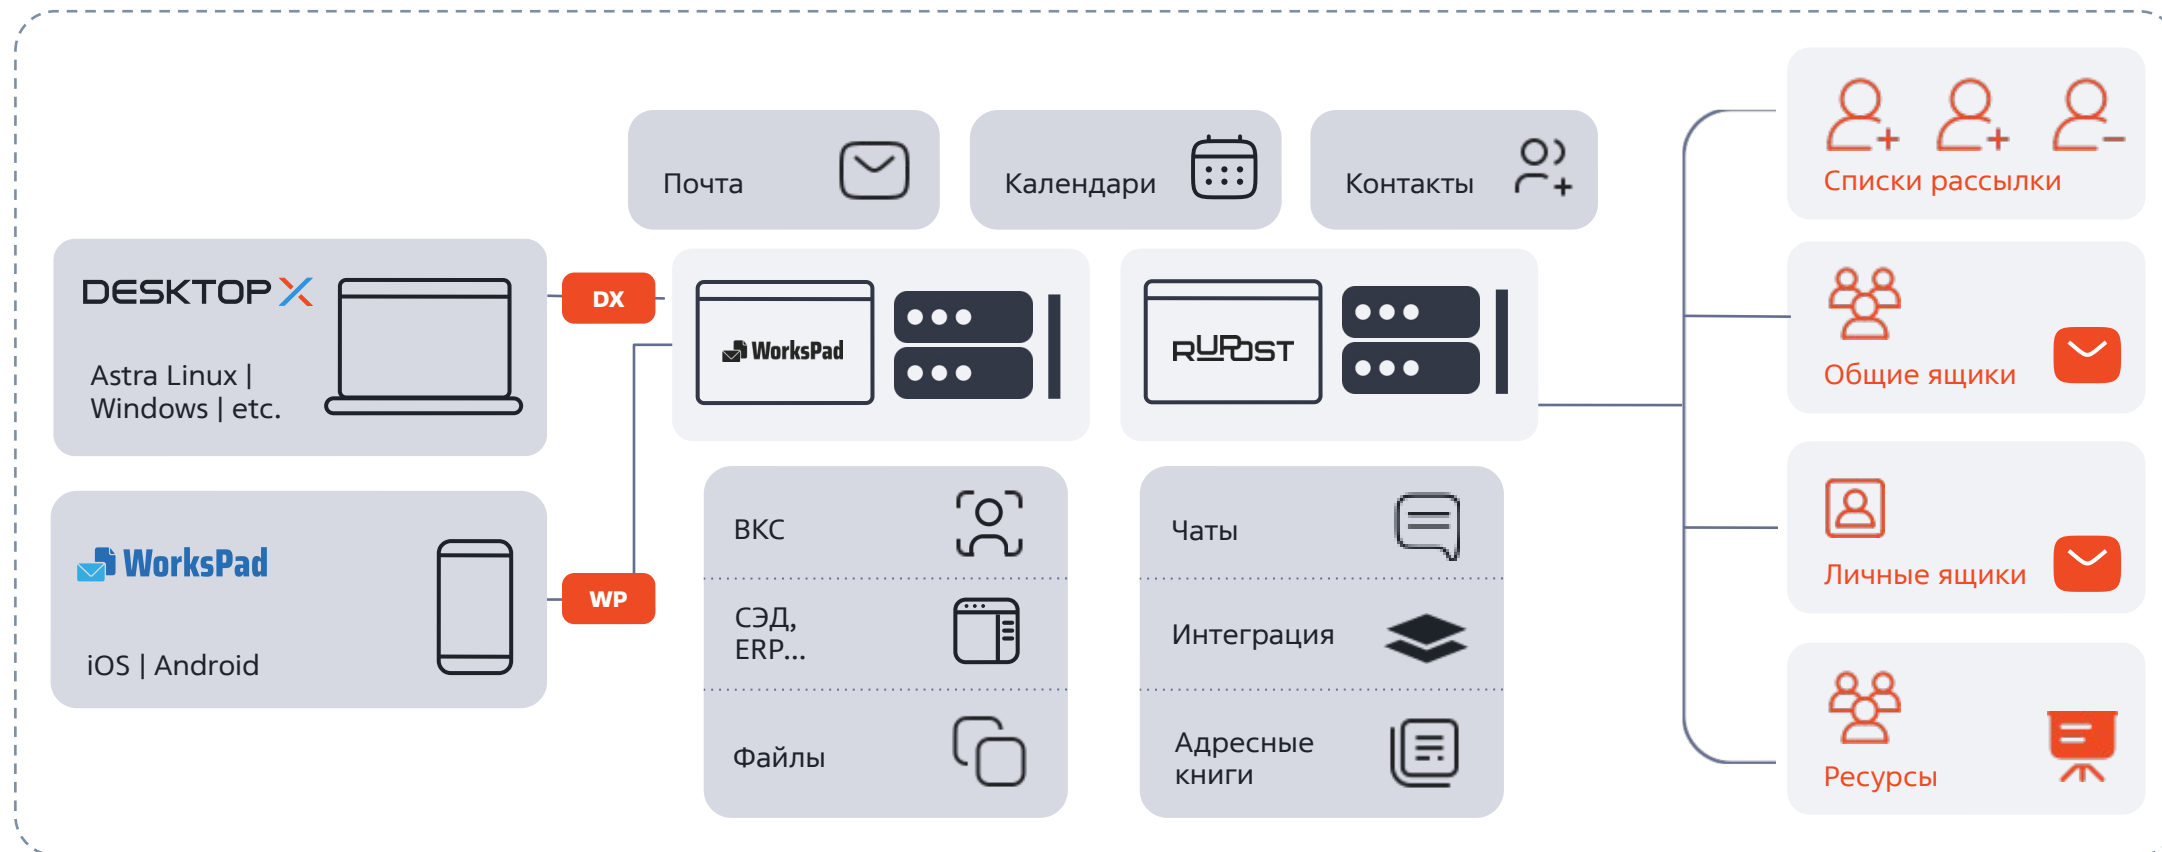 Почта
Календари
Контакты
DESKTOPX
Astra Linux |
Windows | etc.
DX
WorksPad
RUPOST
WorksPad
iOS | Android
WP
ВКС
СЭД,
ERP...
Файлы
Чаты
Интеграция
Адресные
книги
Списки рассылки
Общие ящики
Личные ящики
Ресурсы